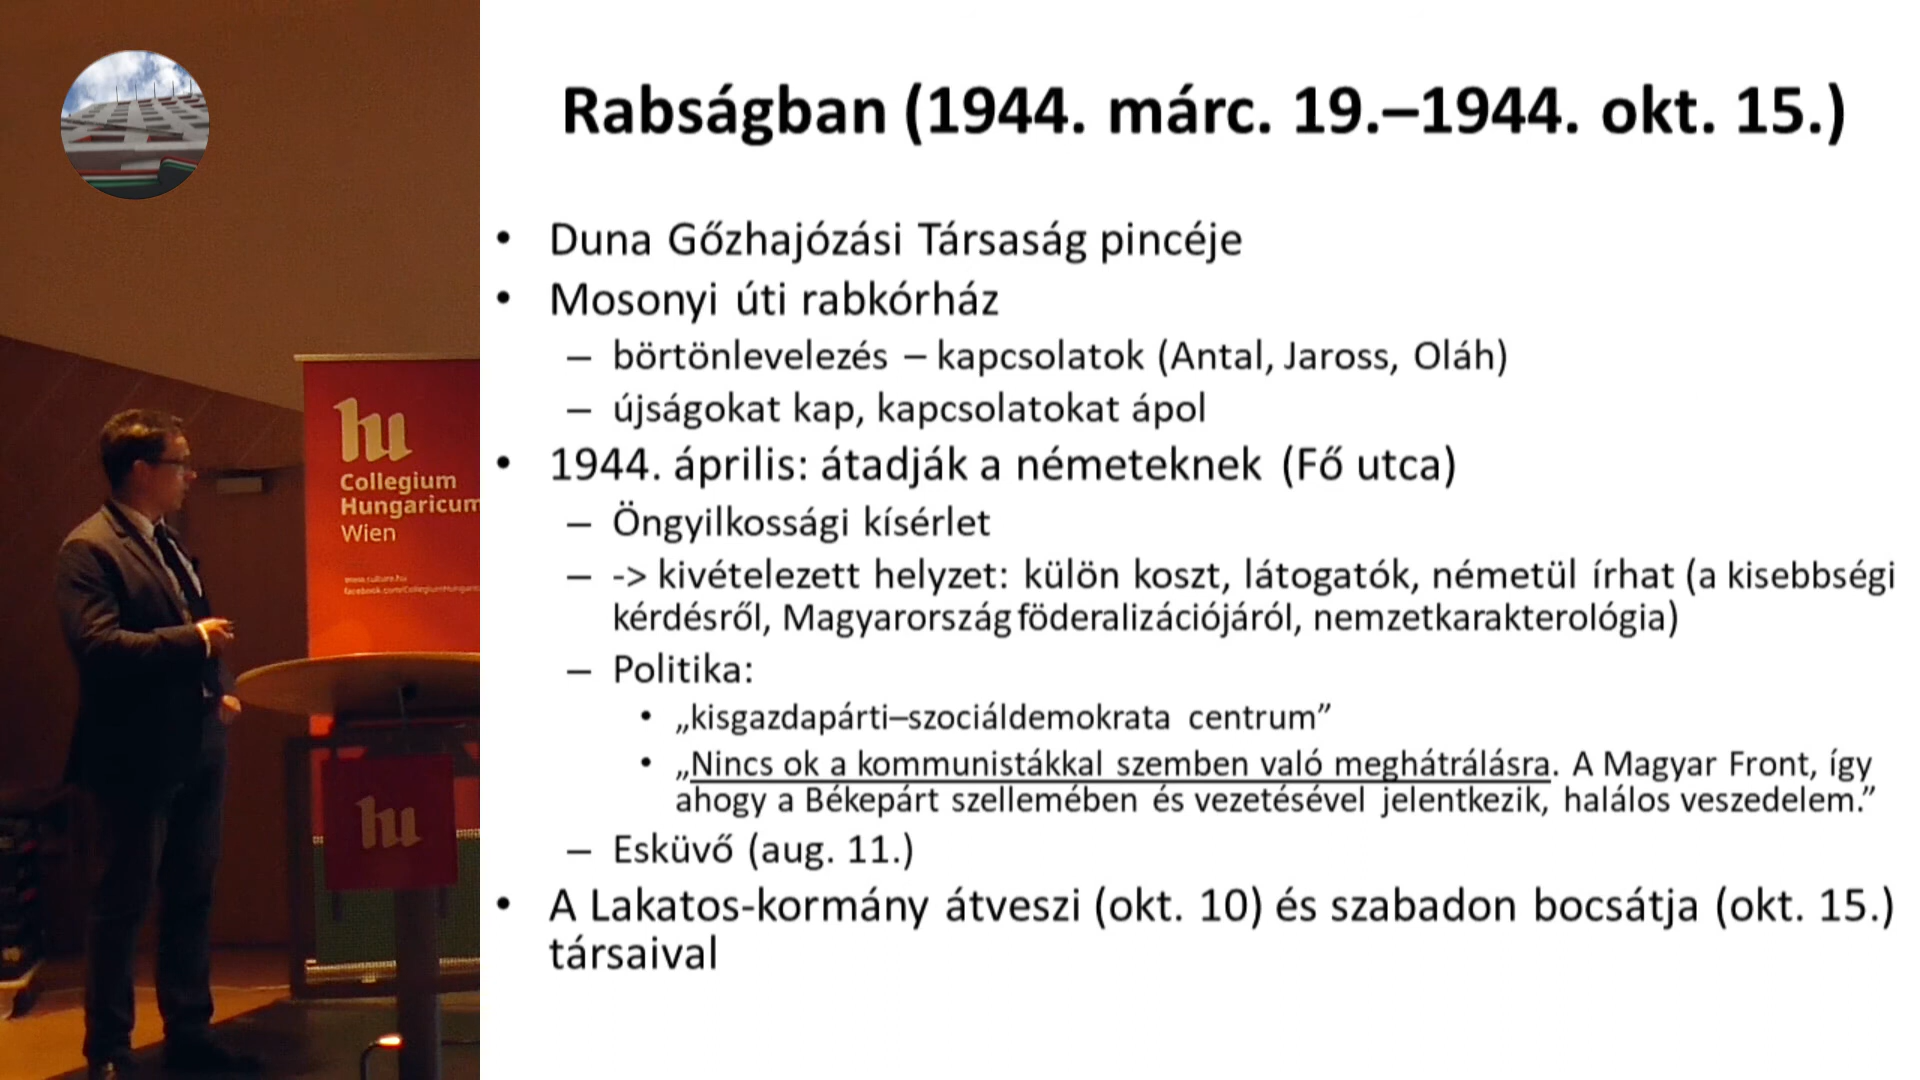 Rabságban (1944. márc. 19.–1944. okt. 15.)
• Duna Gőzhajózási Társaság pincéje
• Mosonyi úti rabkórház
– börtönlevelezés – kapcsolatok (Antal, Jaross, Oláh)
– újságokat kap, kapcsolatokat ápol
• 1944. április: átadják a németeknek (Fő utca)
– Öngyilkossági kísérlet
– -> kivételezett helyzet: külön koszt, látogatók, németül írhat (a kisebbségi
kérdésről, Magyarország föderalizációjáról, nemzetkarakterológia)
– Politika:
• „kisgazdapárti–szociáldemokrata centrum”
• „Nincs ok a kommunistákkal szemben való meghátrálásra. A Magyar Front, így
ahogy a Békepárt szellemében és vezetésével jelentkezik, halálos veszedelem.”
– Esküvő (aug. 11.)
• A Lakatos-kormány átveszi (okt. 10) és szabadon bocsátja (okt. 15.)
társaival
hu
Collegium
Hungaricum
Wien
hu